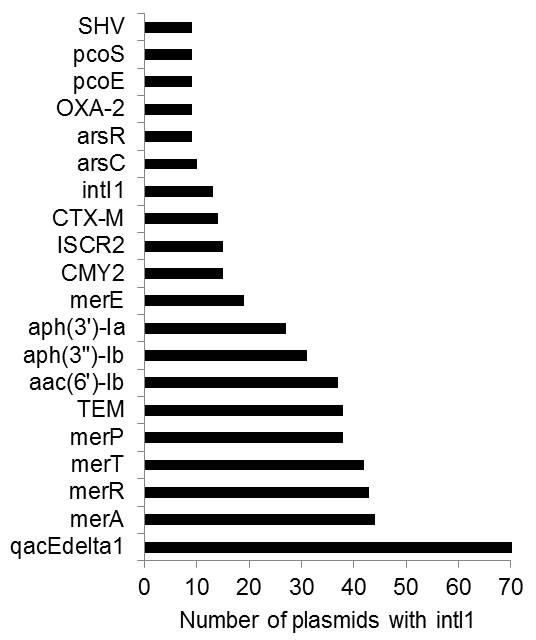 SHV
pcoS
pcoE
OXA-2
arsR
arsC
intI1
CTX-M
ISCR2
CMY2
merE
aph(3')-Ia
aph(3")-Ib
aac(6')-Ib
TEM
merP
merT
merR
merA
qacEdelta1
0 10 20 30 40 50 60 70
Number of plasmids with intI1